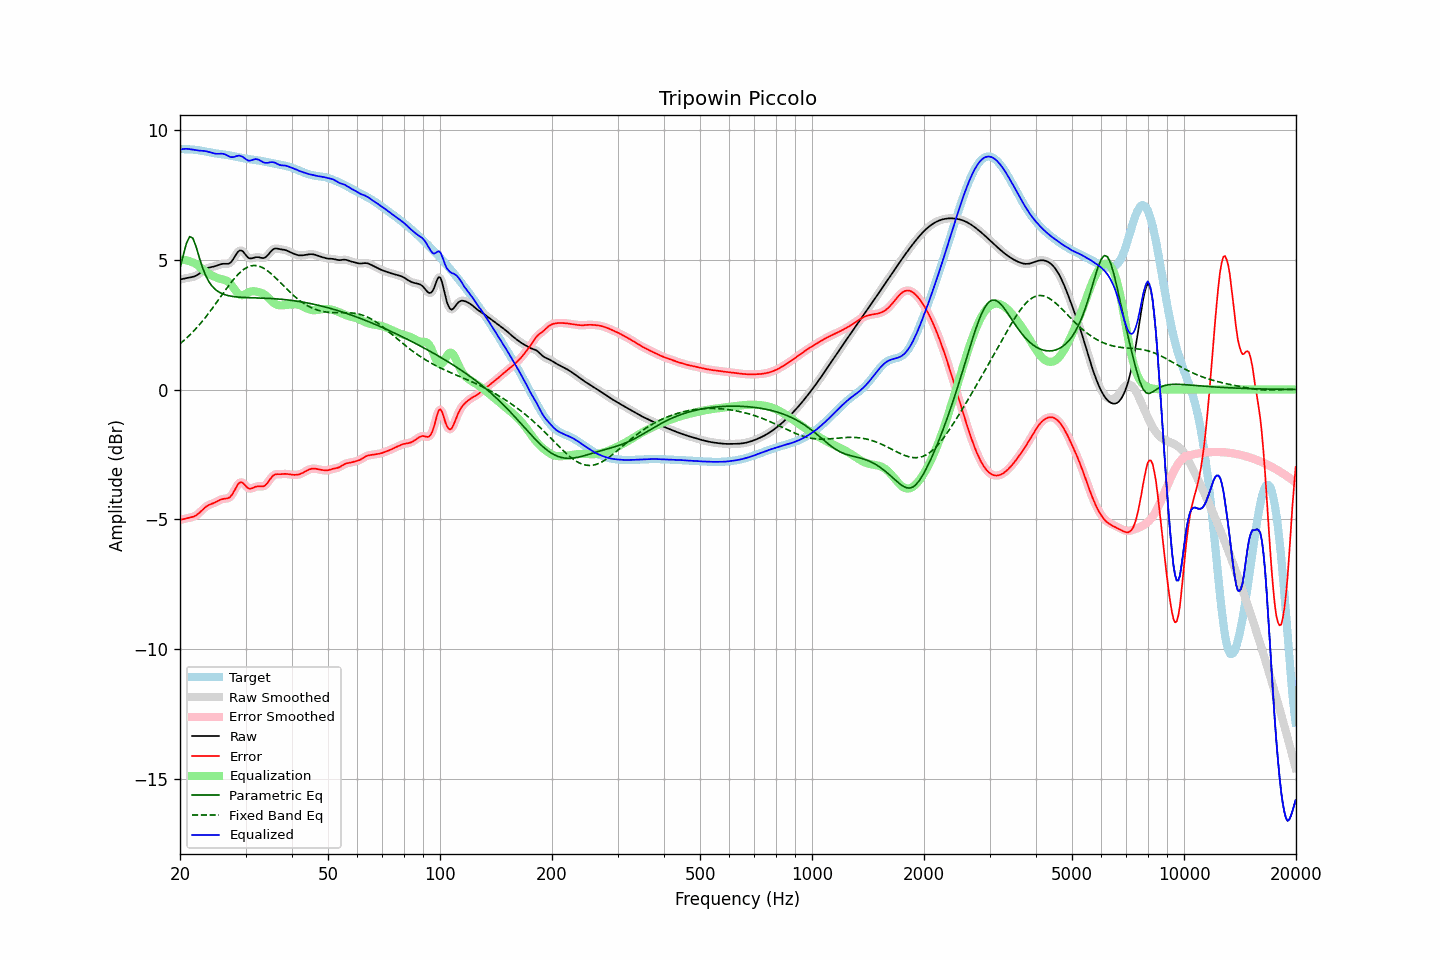 Tripowin Piccolo
Amplitude (dBr)
10
5
0
−5
−10
−15
Target
Raw Smoothed
Error Smoothed
Raw
Error
Equalization
Parametric Eq
Fixed Band Eq
Equalized
20 50 100 200 500 1000 2000 5000 10000 20000
Frequency (Hz)